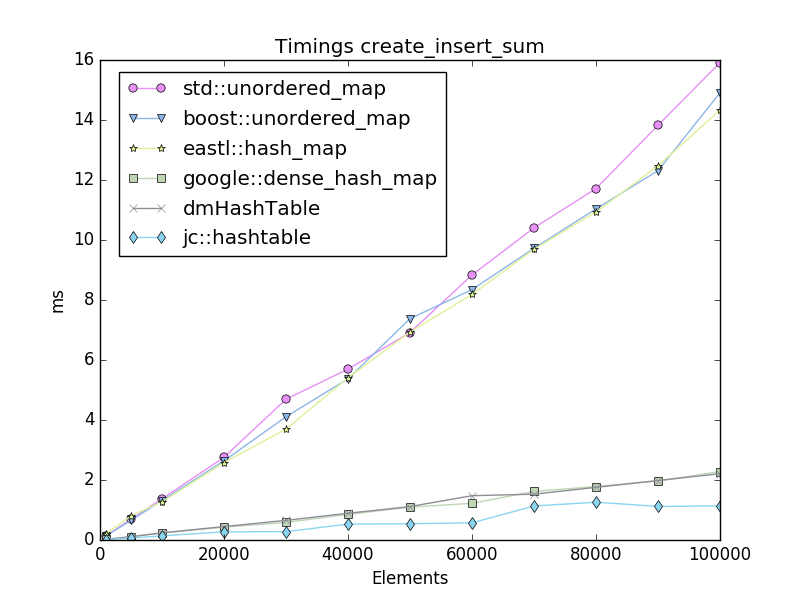 Timings create_insert_sum
16
14
12
10
8
6
4
2
0
ms
std::unordered_map
boost::unordered_map
eastl::hash_map
google::dense_hash_map
dmHashTable
jc::hashtable
0 20000 40000 60000 80000 100000
Elements